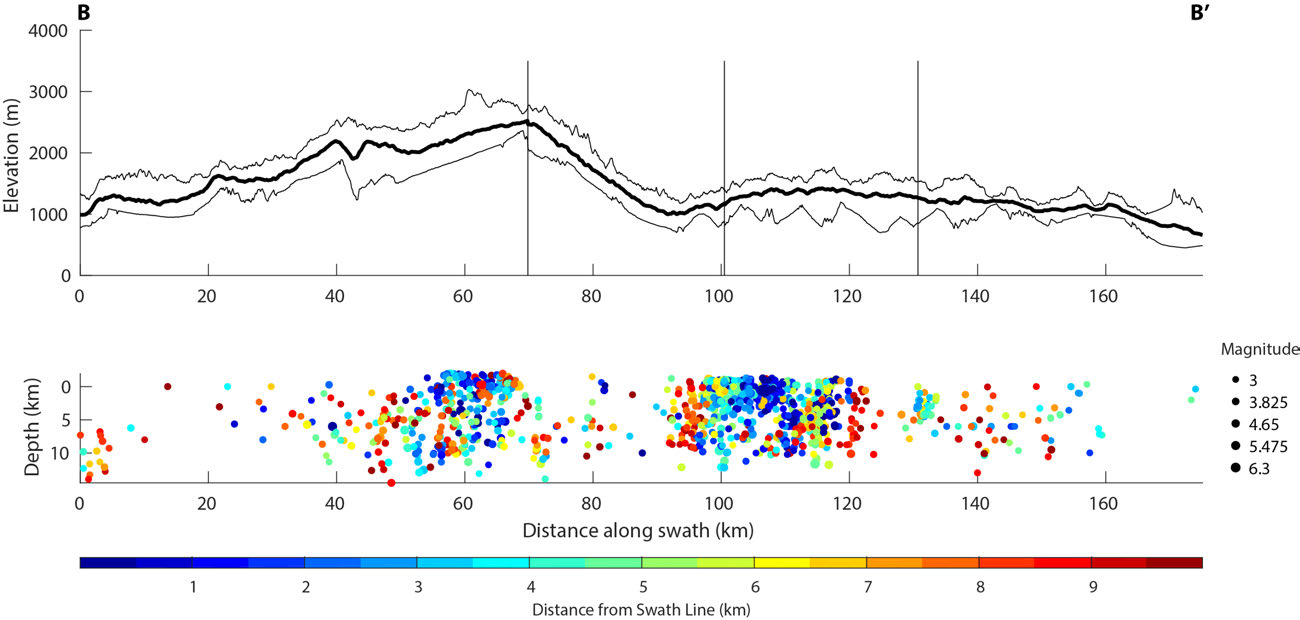 B B′
4000
3000
2000
1000
0
Elevation (m)
0 20 40 60 80 100 120 140 160
Magnitude
3
3.825
4.65
5.475
6.3
0
5
10
Depth (km)
0 20 40 60 80 100 120 140 160
Distance along swath (km)
1 2 3 4 5 6 7 8 9
Distance from Swath Line (km)